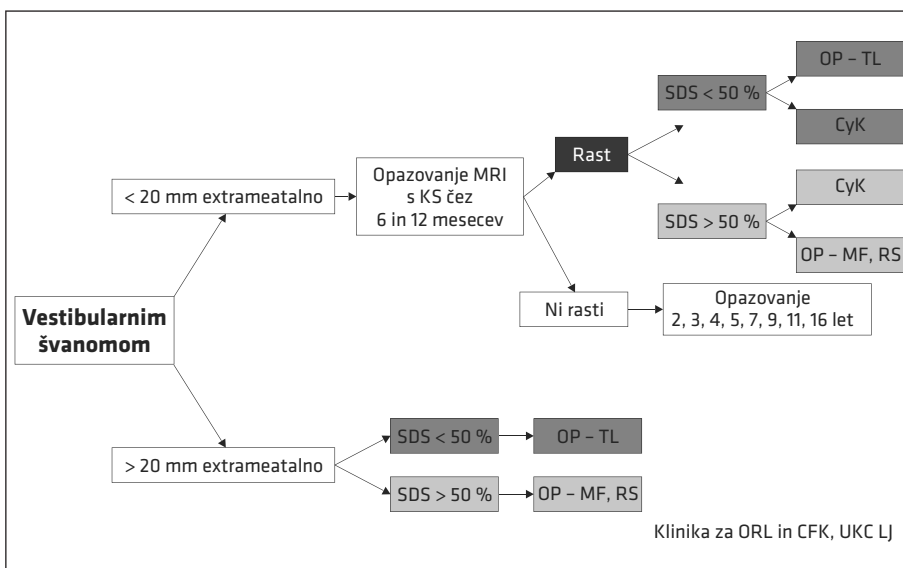 Vestibularnim
švanomom
< 20 mm extrameatalno
Opazovanje MRI
s KS čez
6 in 12 mesecev
Rast
SDS < 50 %
OP – TL
CyK
SDS > 50 %
CyK
OP – MF, RS
Ni rasti
Opazovanje
2, 3, 4, 5, 7, 9, 11, 16 let
> 20 mm extrameatalno
SDS < 50 %
OP – TL
SDS > 50 %
OP – MF, RS
Klinika za ORL in CFK, UKC LJ